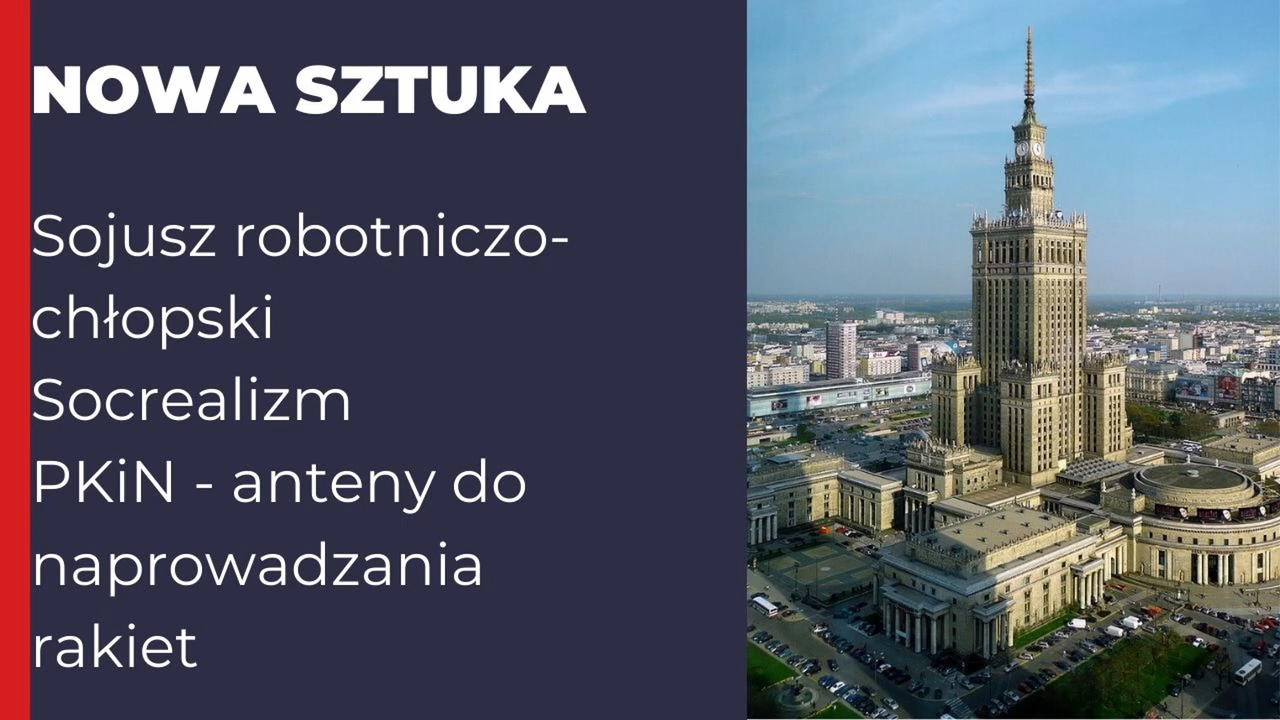 NOWA SZTUKA
Sojusz robotniczo-
chłopski
Socrealizm
PKiN - anteny do
naprowadzania
rakiet